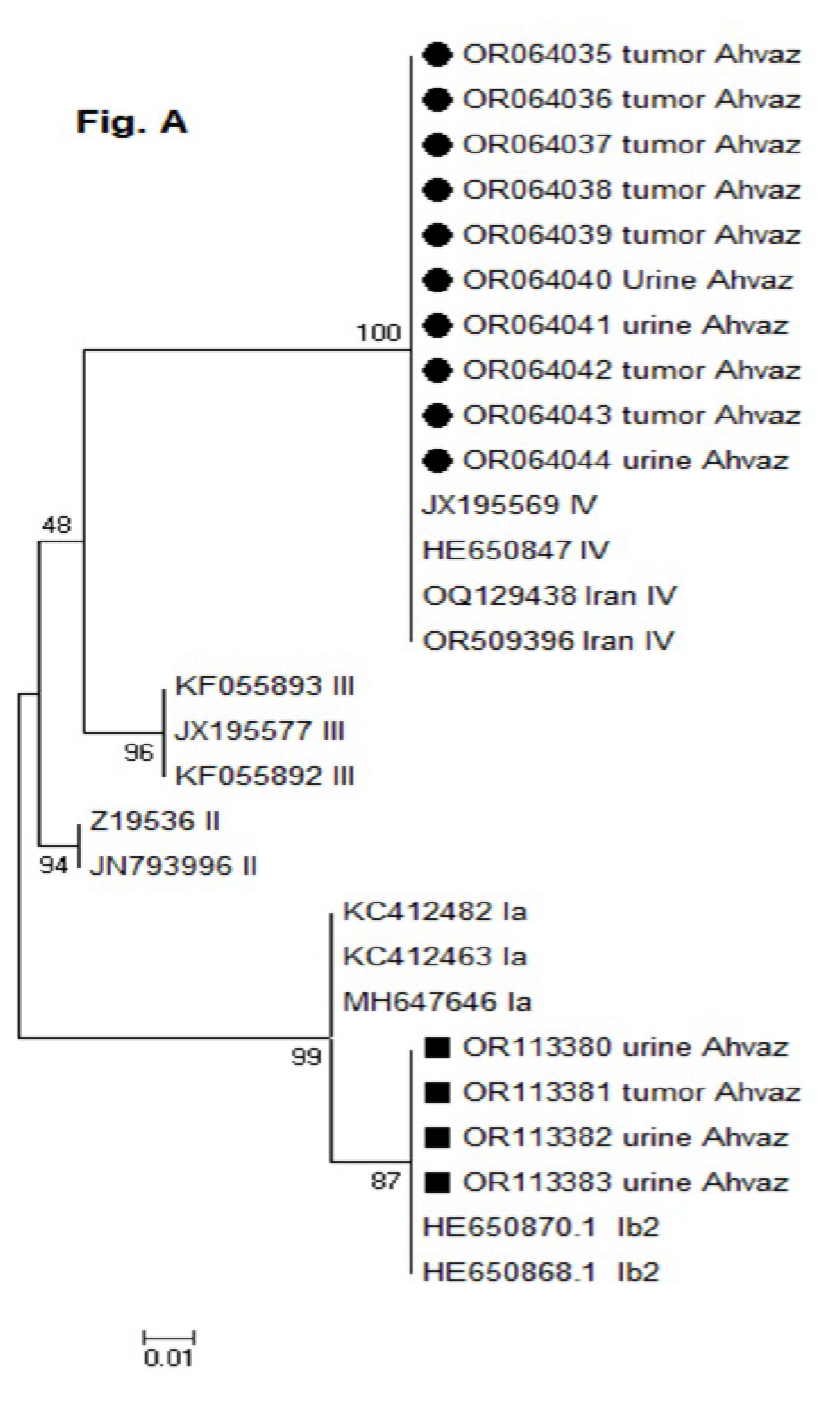 Fig. A
OR064035 tumor Ahvaz
OR064036 tumor Ahvaz
OR064037 tumor Ahvaz
OR064038 tumor Ahvaz
OR064039 tumor Ahvaz
OR064040 Urine Ahvaz
OR064041 urine Ahvaz
100
OR064042 tumor Ahvaz
OR064043 tumor Ahvaz
OR064044 urine Ahvaz
JX195569 IV
48
HE650847 IV
OQ129438 Iran IV
OR509396 Iran IV
KF055893 III
JX195577 III
96
KF055892 III
Z19536 II
94
JN793996 II
KC412482 Ia
KC412463 Ia
MH647646 Ia
99
OR113380 urine Ahvaz
OR113381 tumor Ahvaz
OR113382 urine Ahvaz
87
OR113383 urine Ahvaz
HE650870.1 Ib2
HE650868.1 Ib2
0.01